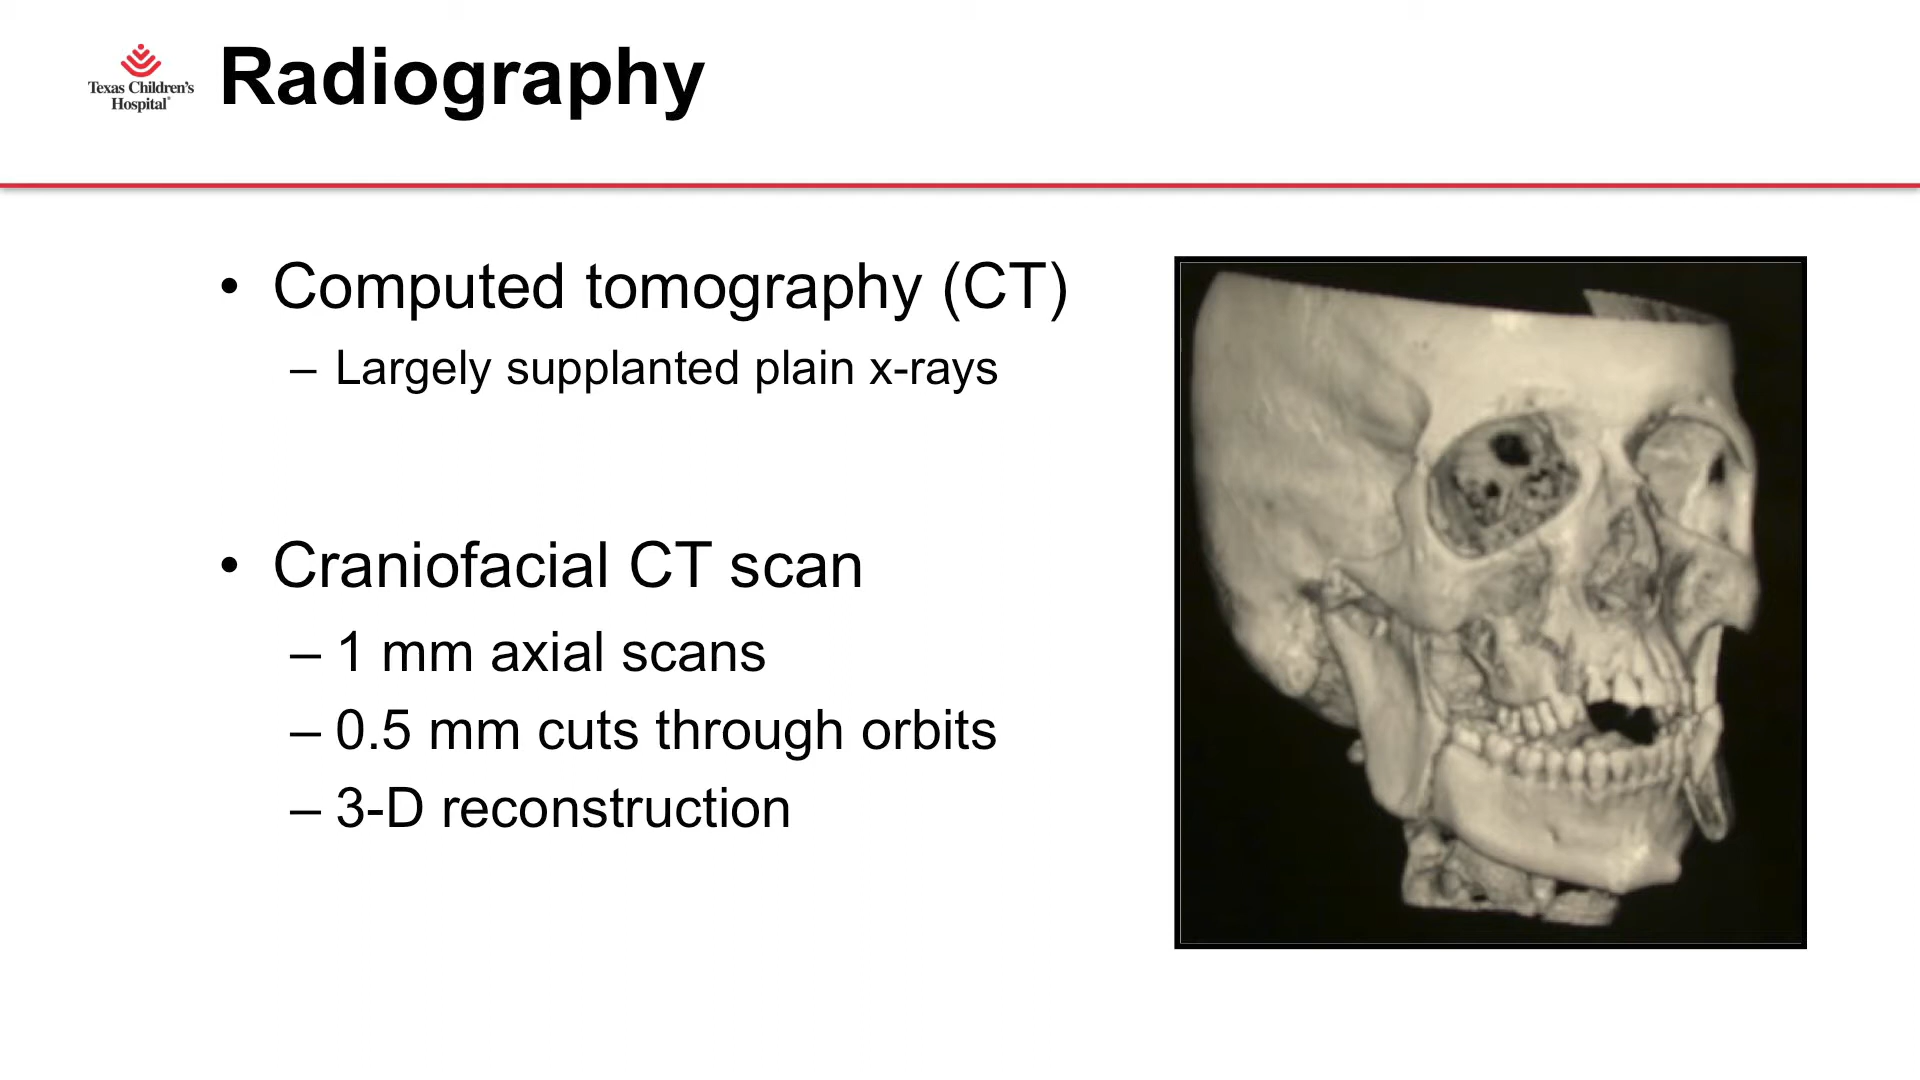 Texas Children's
Hospital®
Radiography
• Computed tomography (CT)
– Largely supplanted plain x-rays
• Craniofacial CT scan
– 1 mm axial scans
– 0.5 mm cuts through orbits
– 3-D reconstruction